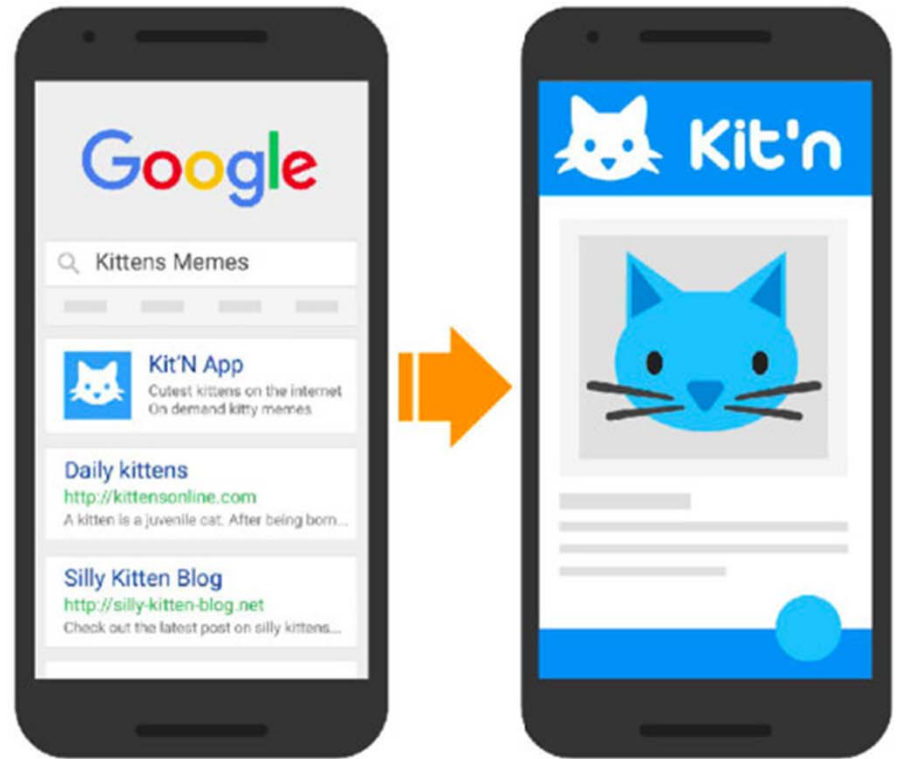 Google
Kittens Memes
Kit'N App
Cutest kittens on the internet
On demand kitty memes
Daily kittens
http://kittensonline.com
A kitten is a juvenile cat. After being born...
Silly Kitten Blog
http://silly-kitten-blog.net
Check out the latest post on silly kittens...
Kit'n